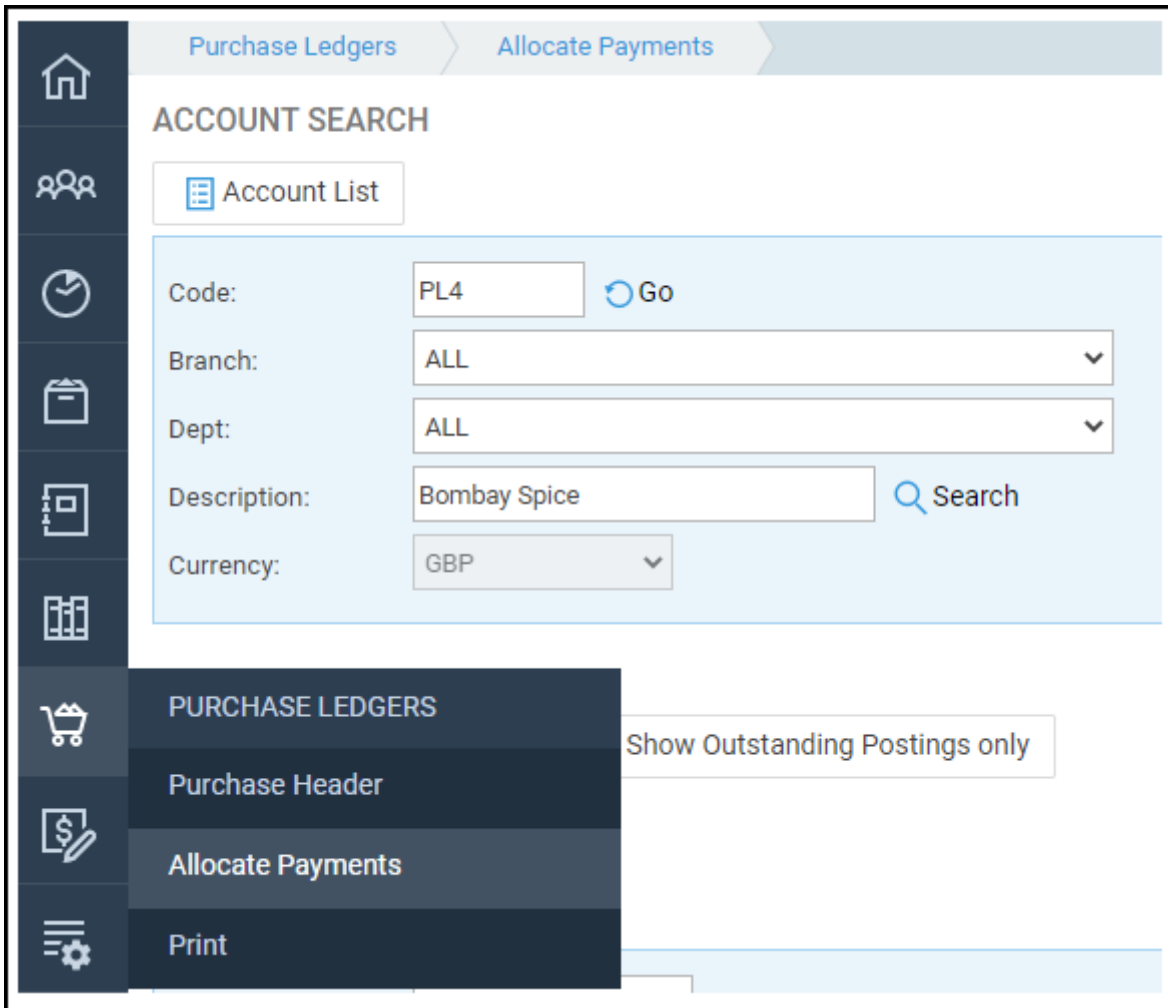 Purchase Ledgers Allocate Payments
ACCOUNT SEARCH
Account List
Code: PL4 Go
Branch: ALL
Dept: ALL
Description: Bombay Spice Search
Currency: GBP
PURCHASE LEDGERS
Show Outstanding Postings only
Purchase Header
Allocate Payments
Print